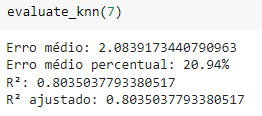 evaluate_knn(7)
Erro médio: 2.0839173440790963
Erro médio percentual: 20.94%
R²: 0.8035037793380517
R² ajustado: 0.8035037793380517